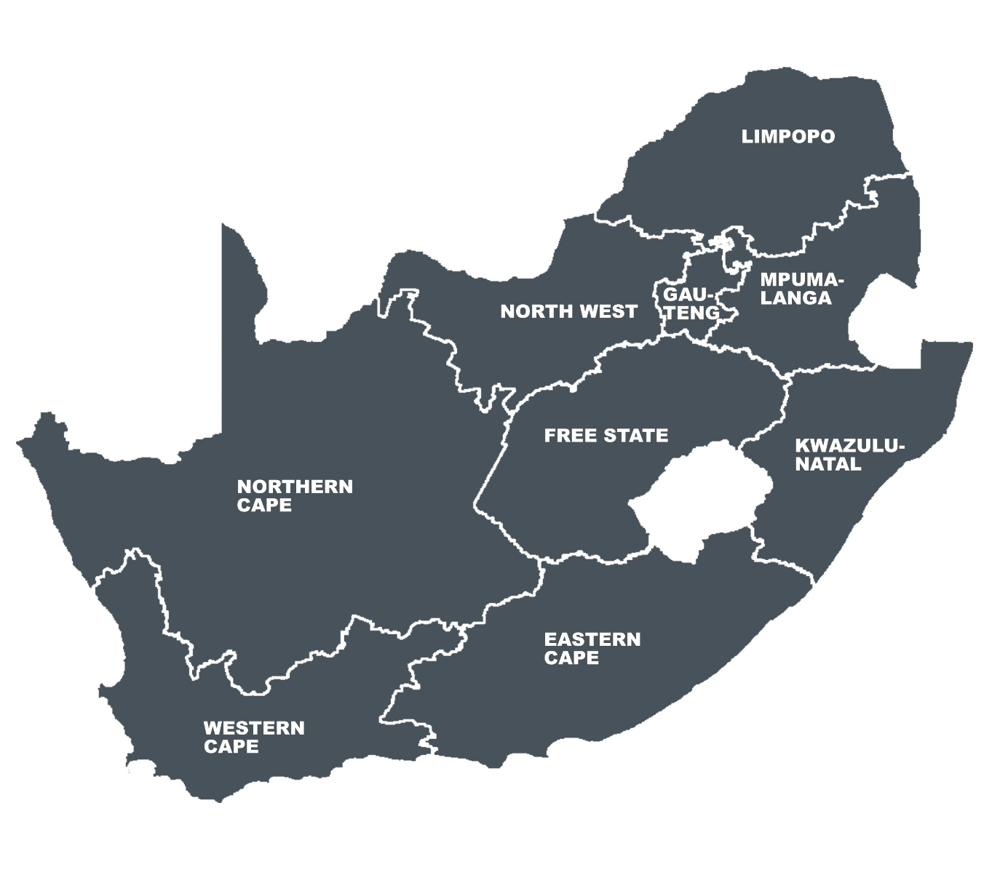 LIMPOPO
MPUMA-
LANGA
GAU-
TENG
NORTH WEST
FREE STATE
KWAZULU-
NATAL
NORTHERN
CAPE
EASTERN
CAPE
WESTERN
CAPE